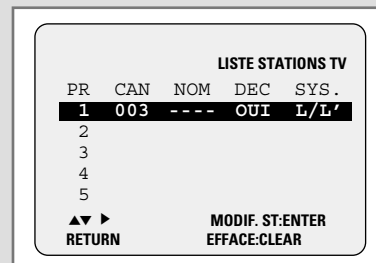 LISTE STATIONS TV
PR CAN NOM DEC SYS.
1 003 ---- OUI L/L’
2
3
4
5
▲▼ ▶ MODIF. ST:ENTER
RETURN EFFACE:CLEAR